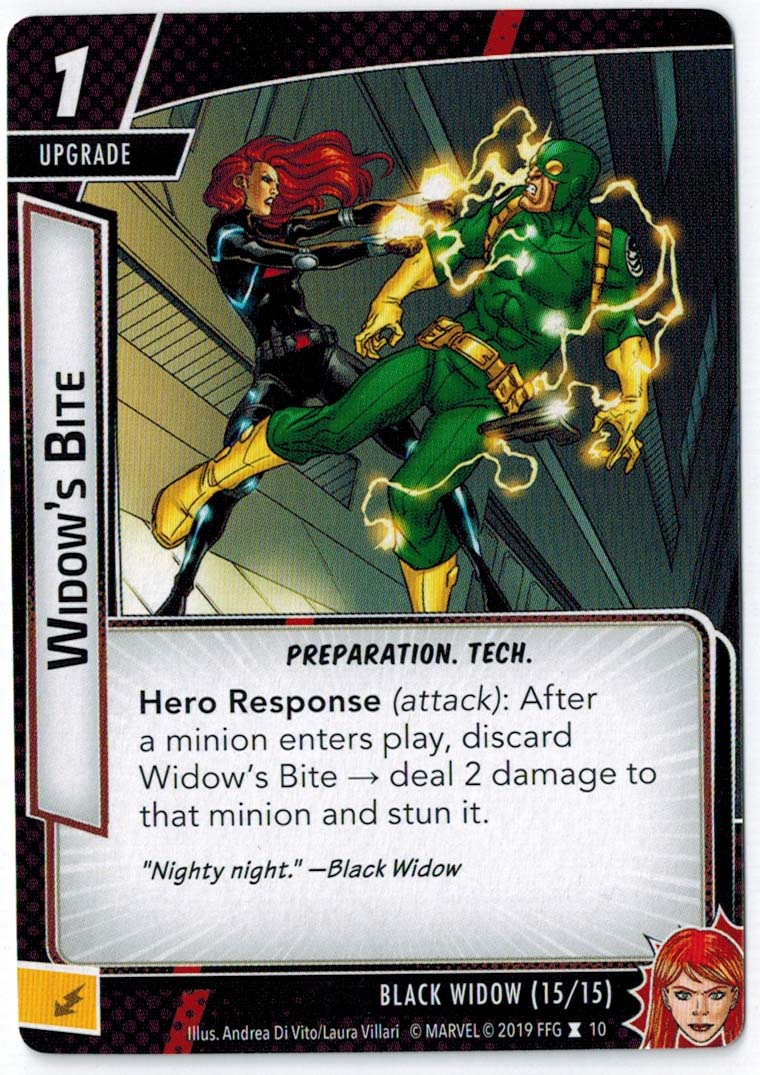 1
UPGRADE
WIDOW'S BITE
PREPARATION. TECH.
Hero Response (attack): After
a minion enters play, discard
Widow's Bite → deal 2 damage to
that minion and stun it.
"Nighty night." —Black Widow
BLACK WIDOW (15/15)
Illus. Andrea Di Vito/Laura Villari © MARVEL © 2019 FFG 10